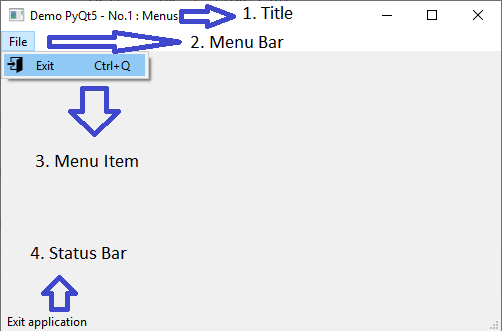 Demo PyQt5 - No.1 : Menus
1. Title
File
2. Menu Bar
Exit Ctrl+Q
3. Menu Item
4. Status Bar
Exit application